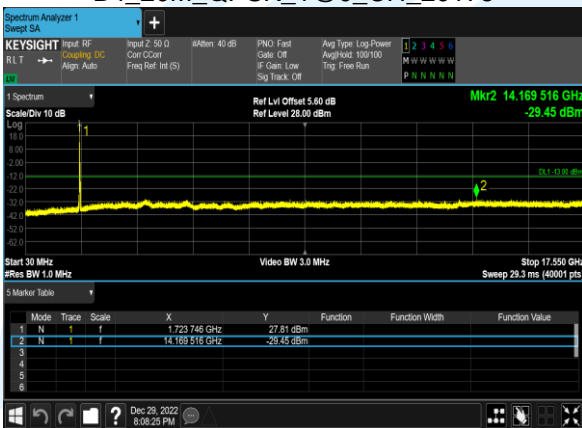 Spectrum Analyzer 1
Swept SA
+
KEYSIGHT Input: RF Input Z: 50 Ω #Atten: 40 dB PNO: Fast Avg Type: Log-Power 1 2 3 4 5 6
RLT Coupling: DC Corr CCorr Gate: Off Avg|Hold: 100/100 M W W W W W
Align: Auto Freq Ref: Int (S) IF Gain: Low Trig: Free Run
Sig Track: Off P N N N N N
LV
1 Spectrum Ref Lvl Offset 5.60 dB Mkr2 14.169 516 GHz
Scale/Div 10 dB Ref Level 28.00 dBm -29.45 dBm
Log
18.0
8.00
-2.00
-12.0
-22.0
-32.0
-42.0
-52.0
-62.0
1
DL1 -13.00 dBm
2
Start 30 MHz Video BW 3.0 MHz Stop 17.550 GHz
#Res BW 1.0 MHz Sweep 29.3 ms (40001 pts
5 Marker Table
Mode Trace Scale X Y Function Function Width Function Value
1 N 1 f 1.723 746 GHz 27.81 dBm
2 N 1 f 14.169 516 GHz -29.45 dBm
3
4
5
6
? Dec 29, 2022
8:08:25 PM